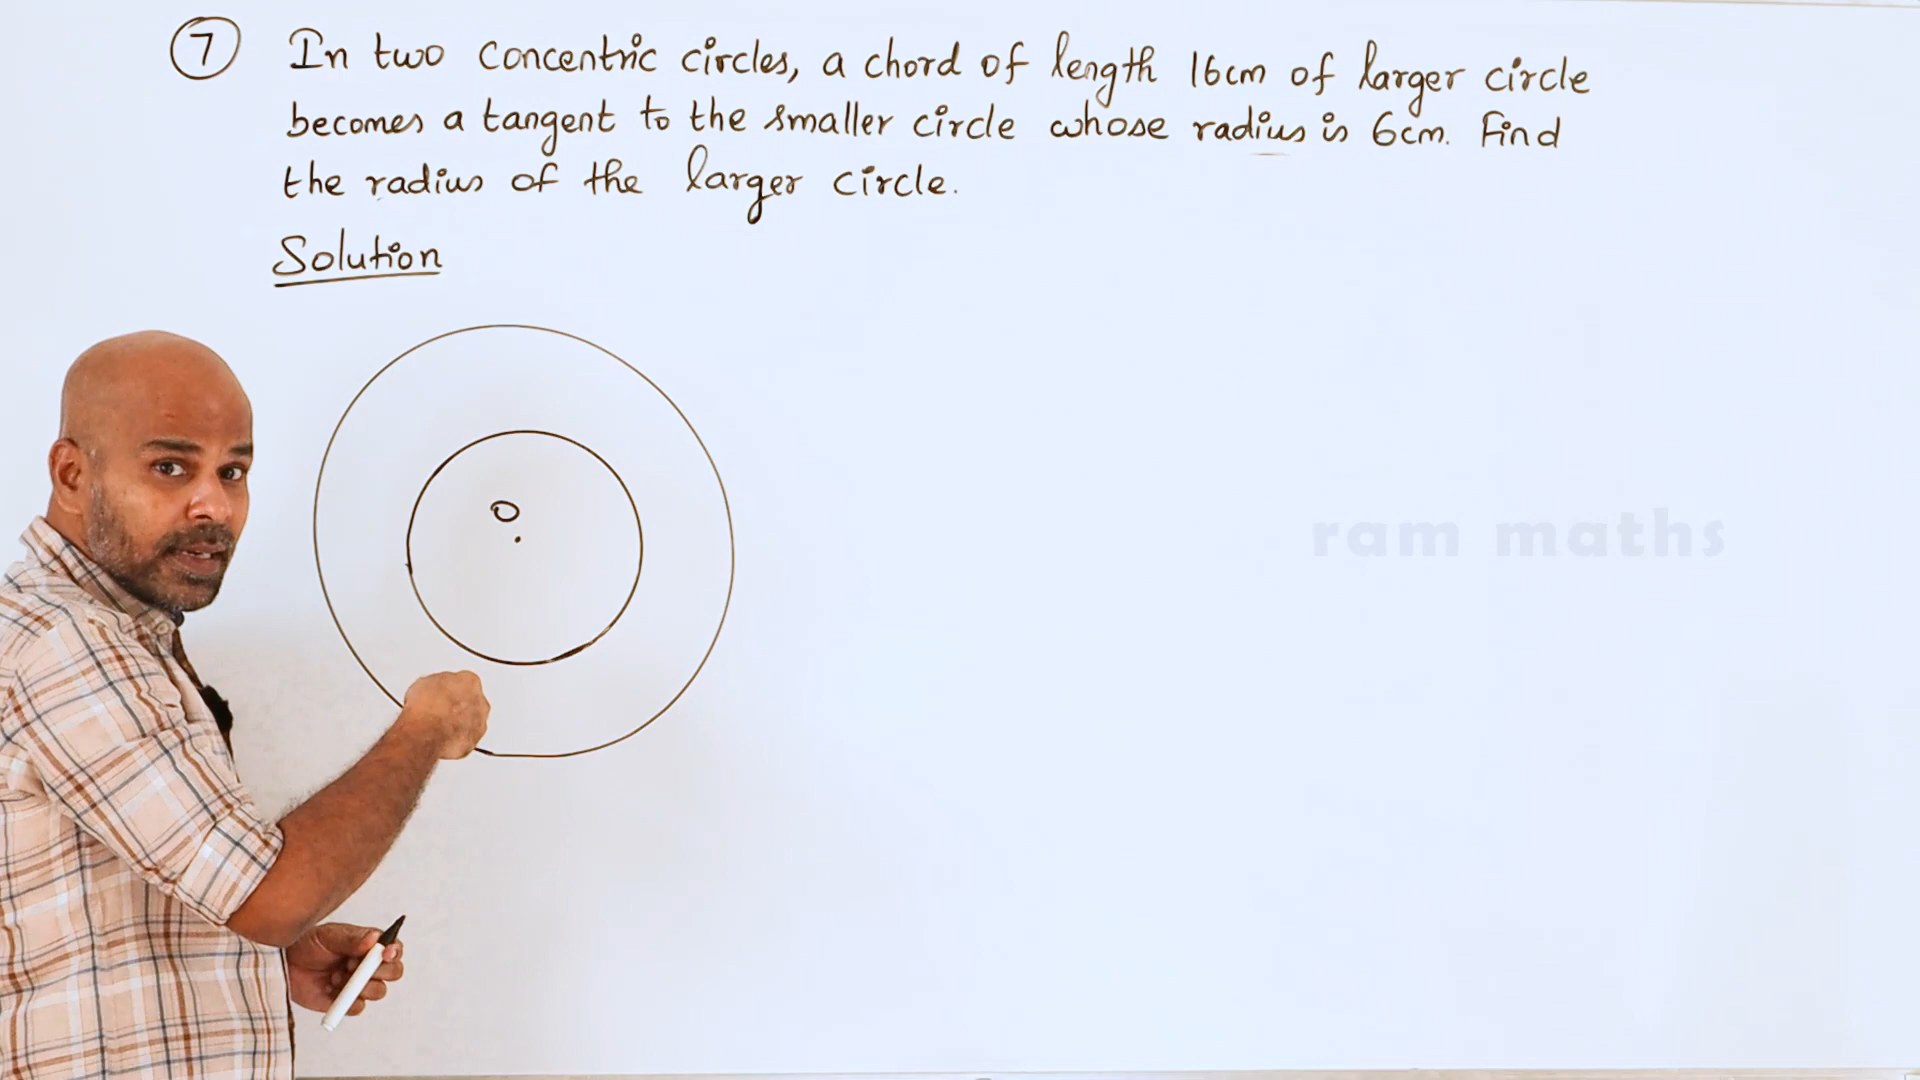 7 In two concentric circles, a chord of length 16cm of larger circle
becomes a tangent to the smaller circle whose radius is 6cm. Find
the radius of the larger circle.
Solution
O
ram maths